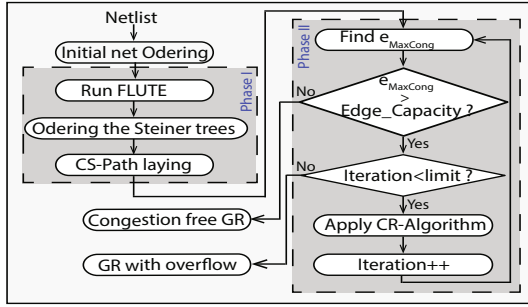 Netlist
Initial net Odering
Phase I
Run FLUTE
Odering the Steiner trees
CS-Path laying
Congestion free GR
GR with overflow
Phase II
Find e_MaxCong
e_MaxCong
>
Edge_Capacity ?
No
Yes
Iteration<limit ?
No
Yes
Apply CR-Algorithm
Iteration++